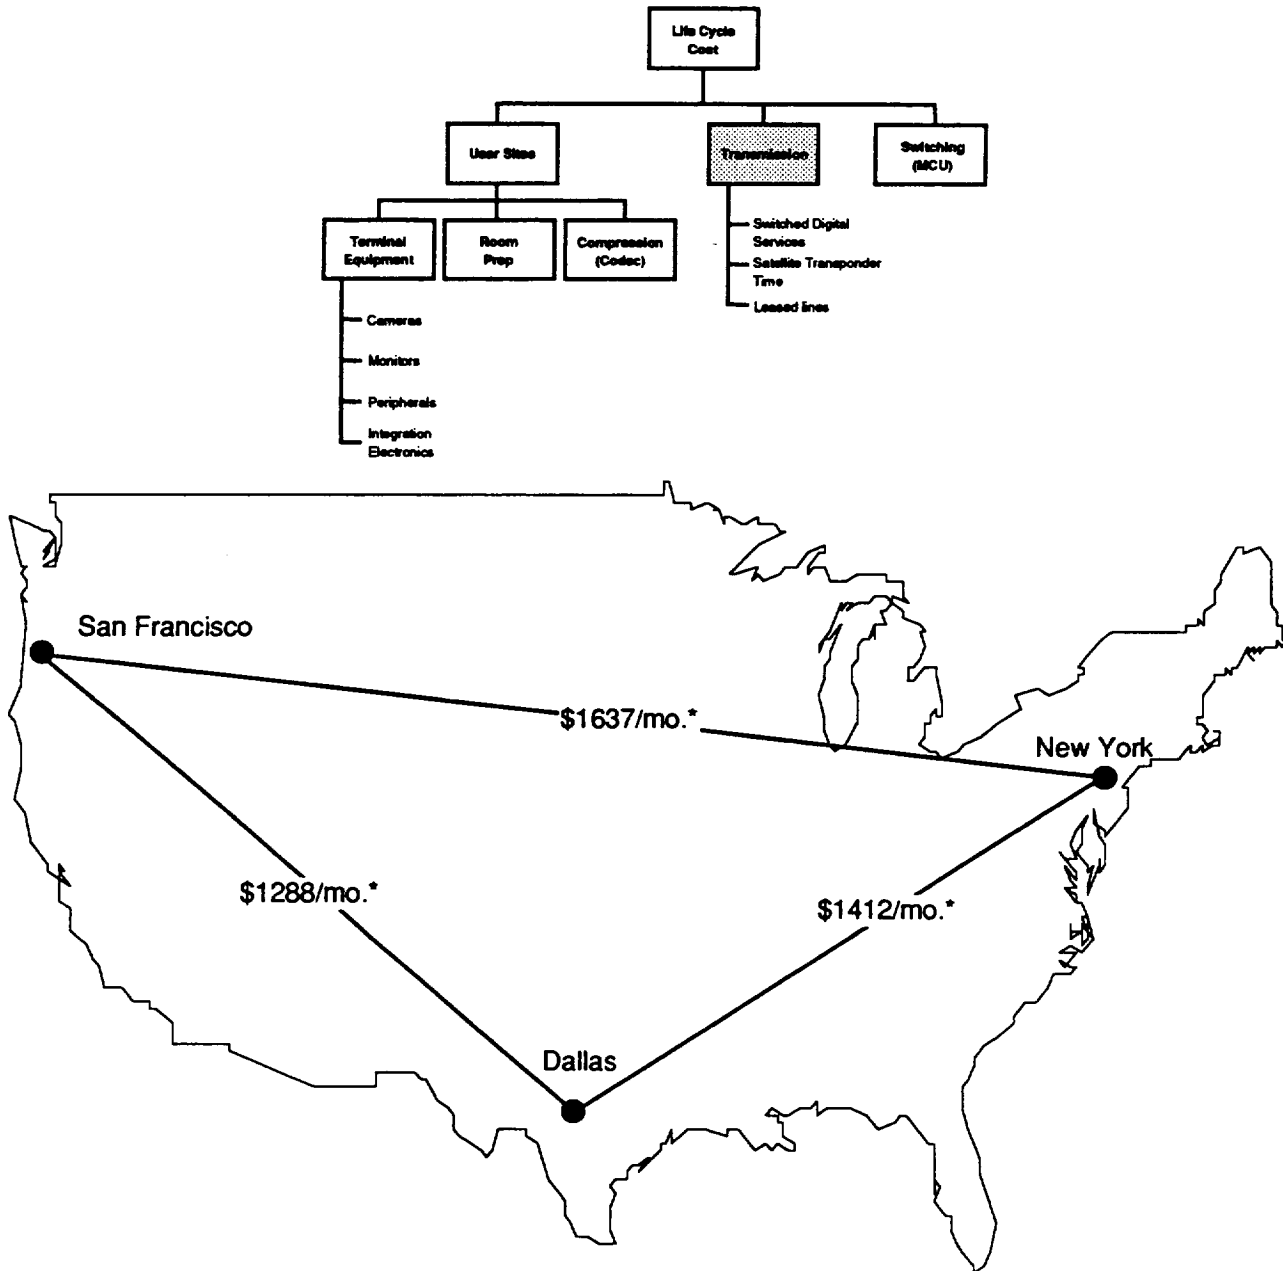 Life Cycle
Cost
User Sites
Transmission
Switching
(MCU)
Terminal
Equipment
Room
Prep
Compression
(Codec)
Switched Digital
Services
Satellite Transponder
Time
Leased lines
Cameras
Monitors
Peripherals
Integration
Electronics
San Francisco
$1637/mo.*
New York
$1288/mo.*
$1412/mo.*
Dallas